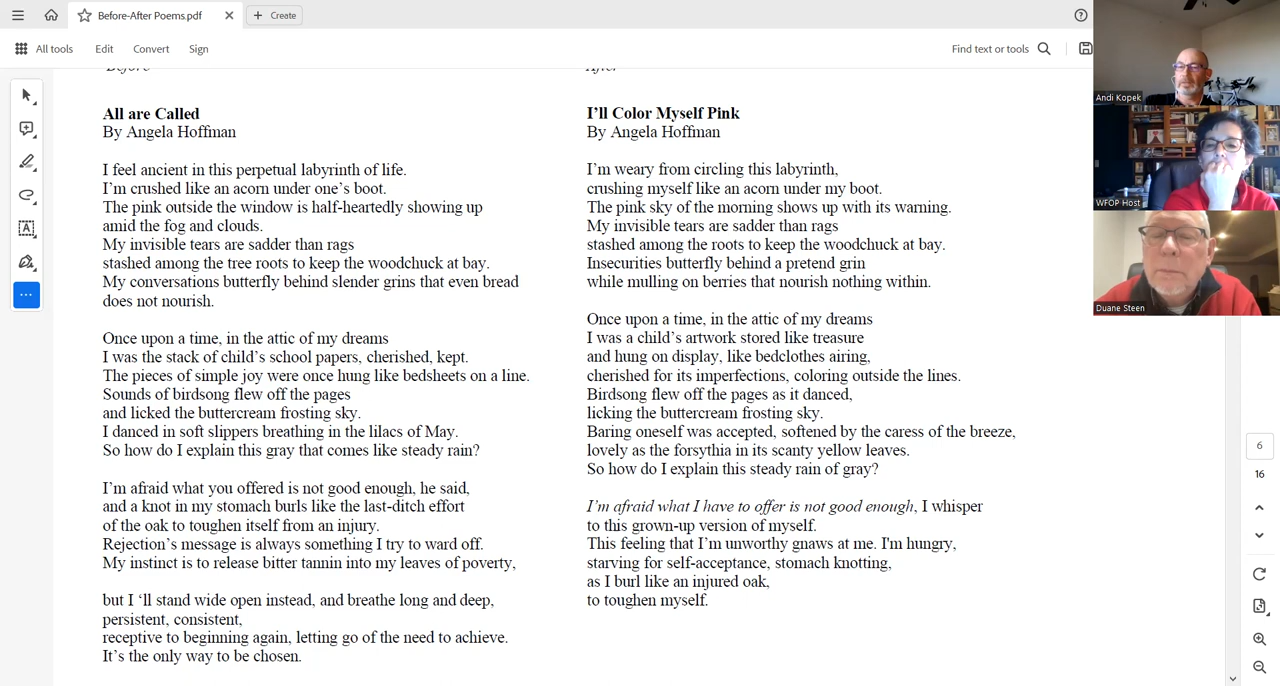 Before-After Poems.pdf
Create
All tools
Edit
Convert
Sign
Find text or tools
Before
After
All are Called
By Angela Hoffman
I feel ancient in this perpetual labyrinth of life.
I'm crushed like an acorn under one's boot.
The pink outside the window is half-heartedly showing up
amid the fog and clouds.
My invisible tears are sadder than rags
stashed among the tree roots to keep the woodchuck at bay.
My conversations butterfly behind slender grins that even bread
does not nourish.
Once upon a time, in the attic of my dreams
I was the stack of child's school papers, cherished, kept.
The pieces of simple joy were once hung like bedsheets on a line.
Sounds of birdsong flew off the pages
and licked the buttercream frosting sky.
I danced in soft slippers breathing in the lilacs of May.
So how do I explain this gray that comes like steady rain?
I'm afraid what you offered is not good enough, he said,
and a knot in my stomach burls like the last-ditch effort
of the oak to toughen itself from an injury.
Rejection's message is always something I try to ward off.
My instinct is to release bitter tannin into my leaves of poverty,
but I 'll stand wide open instead, and breathe long and deep,
persistent, consistent,
receptive to beginning again, letting go of the need to achieve.
It's the only way to be chosen.
I'll Color Myself Pink
By Angela Hoffman
I'm weary from circling this labyrinth,
crushing myself like an acorn under my boot.
The pink sky of the morning shows up with its warning.
My invisible tears are sadder than rags
stashed among the roots to keep the woodchuck at bay.
Insecurities butterfly behind a pretend grin
while mulling on berries that nourish nothing within.
Once upon a time, in the attic of my dreams
I was a child's artwork stored like treasure
and hung on display, like bedclothes airing,
cherished for its imperfections, coloring outside the lines.
Birdsong flew off the pages as it danced,
licking the buttercream frosting sky.
Baring oneself was accepted, softened by the caress of the breeze,
lovely as the forsythia in its scanty yellow leaves.
So how do I explain this steady rain of gray?
I'm afraid what I have to offer is not good enough, I whisper
to this grown-up version of myself.
This feeling that I'm unworthy gnaws at me. I'm hungry,
starving for self-acceptance, stomach knotting,
as I burl like an injured oak,
to toughen myself.
Andi Kopek
WFOP Host
Duane Steen
6
16